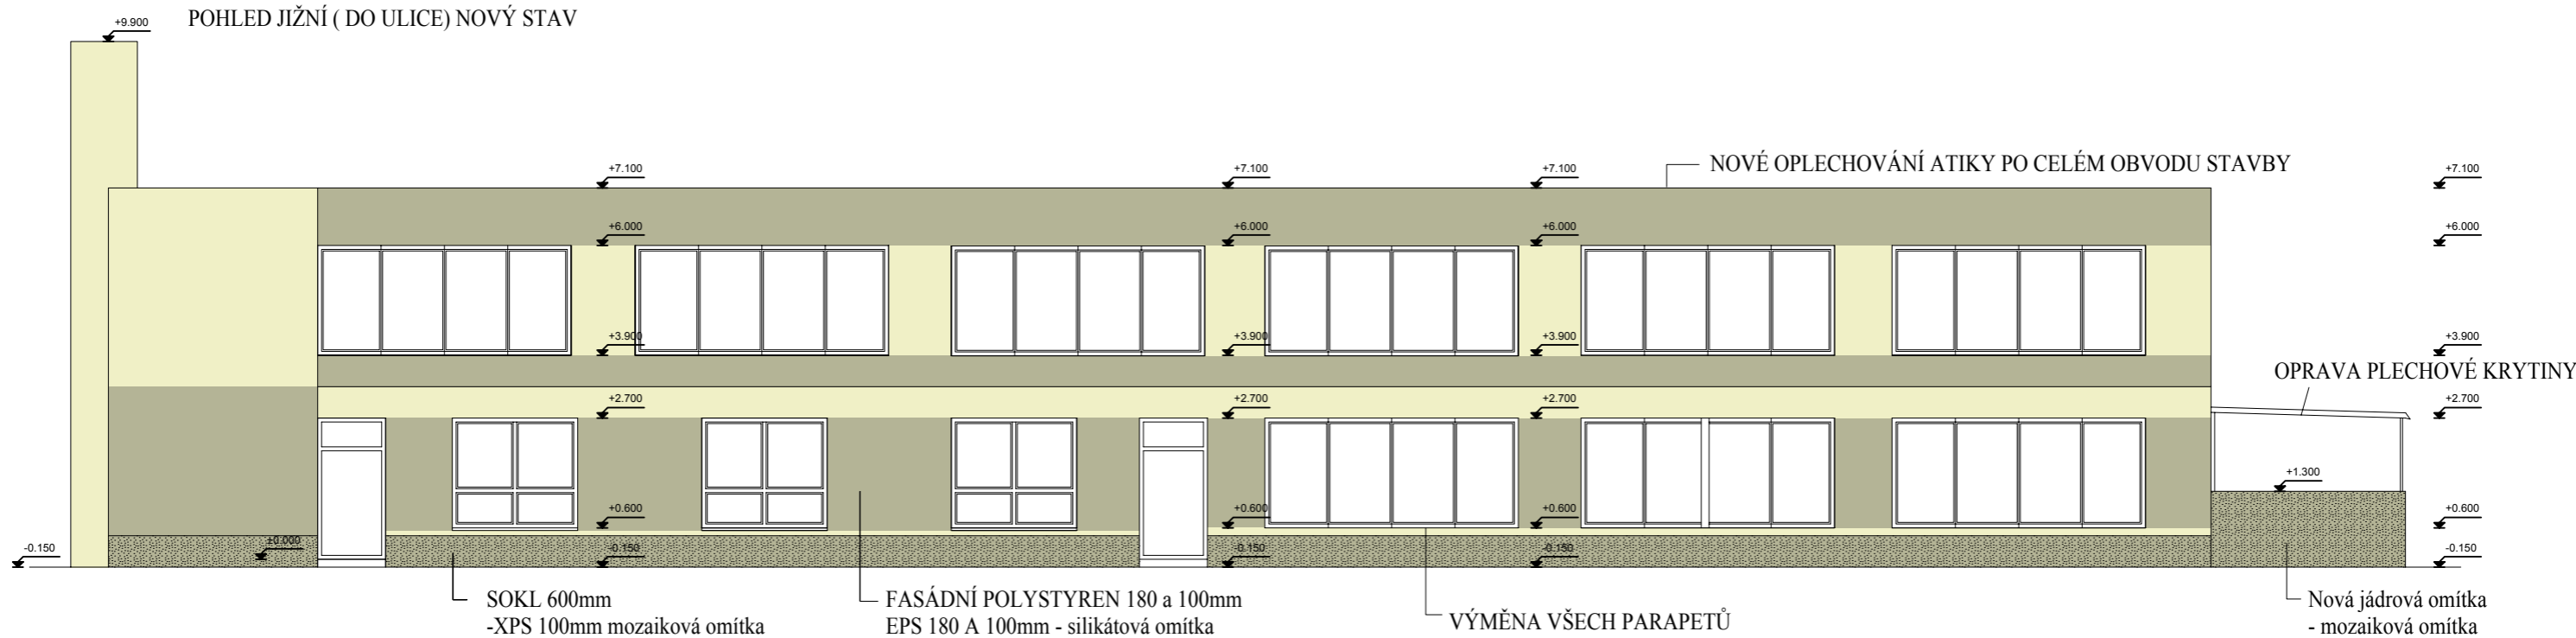 POHLED JIŽNÍ ( DO ULICE) NOVÝ STAV
+9.900
+7.100 +7.100 +7.100 +7.100
NOVÉ OPLECHOVÁNÍ ATIKY PO CELÉM OBVODU STAVBY
+6.000 +6.000 +6.000 +6.000
+3.900 +3.900 +3.900 +3.900
OPRAVA PLECHOVÉ KRYTINY
+2.700 +2.700 +2.700 +2.700
+1.300
+0.600 +0.600 +0.600 +0.600
±0.000
-0.150 -0.150 -0.150 -0.150 -0.150
SOKL 600mm
-XPS 100mm mozaiková omítka
FASÁDNÍ POLYSTYREN 180 a 100mm
EPS 180 A 100mm - silikátová omítka
VÝMĚNA VŠECH PARAPETŮ
Nová jádrová omítka
- mozaiková omítka